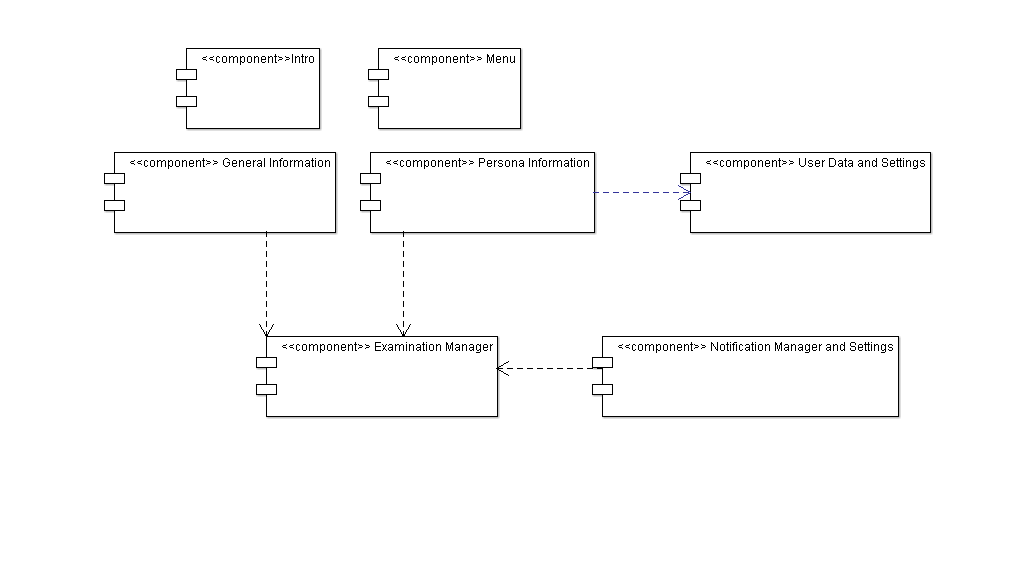 <<component>>Intro
<<component>> Menu
<<component>> General Information
<<component>> Persona Information
<<component>> User Data and Settings
<<component>> Examination Manager
<<component>> Notification Manager and Settings